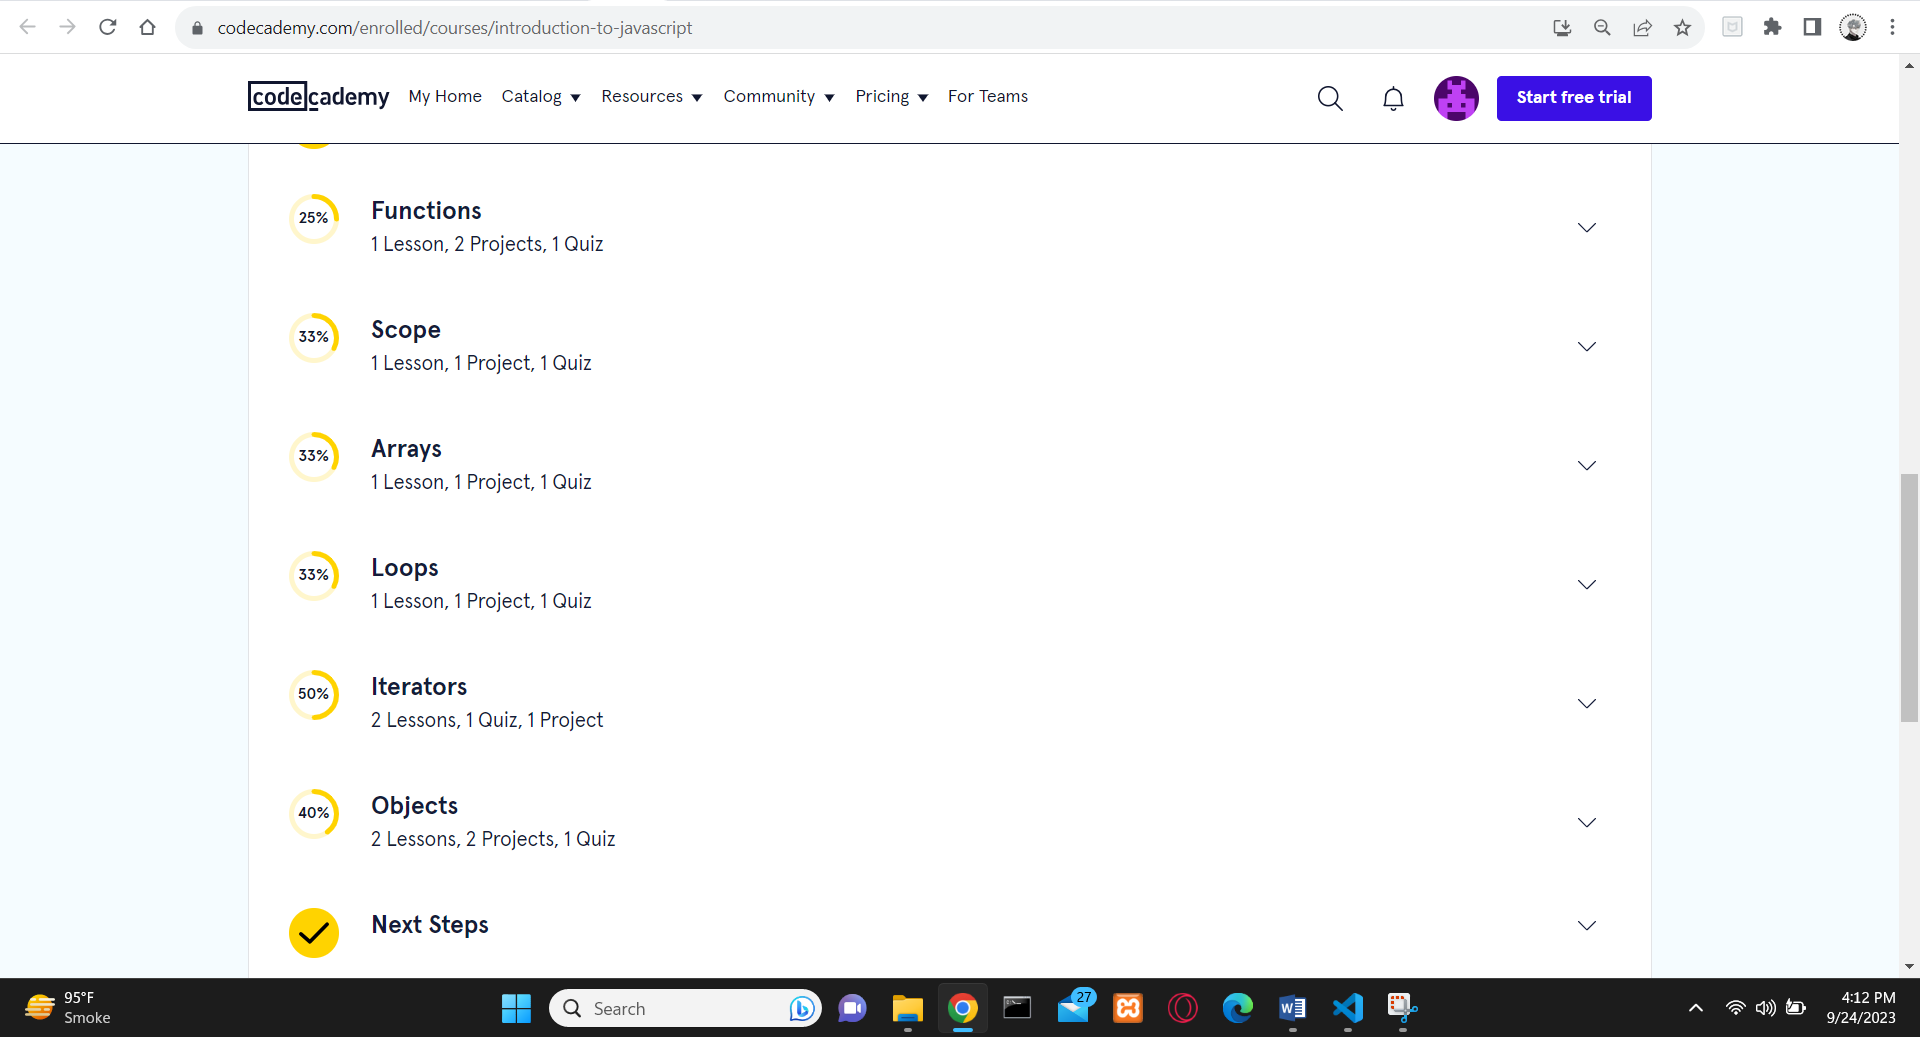 codecademy.com/enrolled/courses/introduction-to-javascript
codecademy My Home Catalog Resources Community Pricing For Teams Start free trial
25% Functions
1 Lesson, 2 Projects, 1 Quiz
33% Scope
1 Lesson, 1 Project, 1 Quiz
33% Arrays
1 Lesson, 1 Project, 1 Quiz
33% Loops
1 Lesson, 1 Project, 1 Quiz
50% Iterators
2 Lessons, 1 Quiz, 1 Project
40% Objects
2 Lessons, 2 Projects, 1 Quiz
Next Steps
95°F
Smoke
Search
27
4:12 PM
9/24/2023